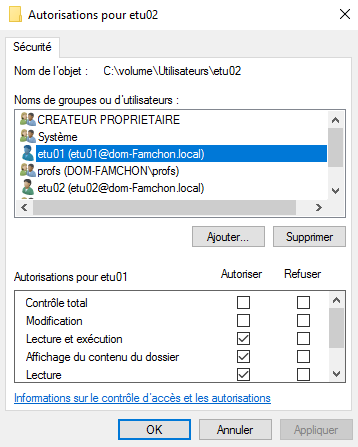 Autorisations pour etu02
Sécurité
Nom de l'objet : C:\volume\Utilisateurs\etu02
Noms de groupes ou d'utilisateurs :
CREATEUR PROPRIETAIRE
Système
etu01 (etu01@dom-Famchon.local)
profs (DOM-FAMCHON\profs)
etu02 (etu02@dom-Famchon.local)
Ajouter... Supprimer
Autorisations pour etu01 Autoriser Refuser
Contrôle total
Modification
Lecture et exécution
Affichage du contenu du dossier
Lecture
Informations sur le contrôle d'accès et les autorisations
OK Annuler Appliquer